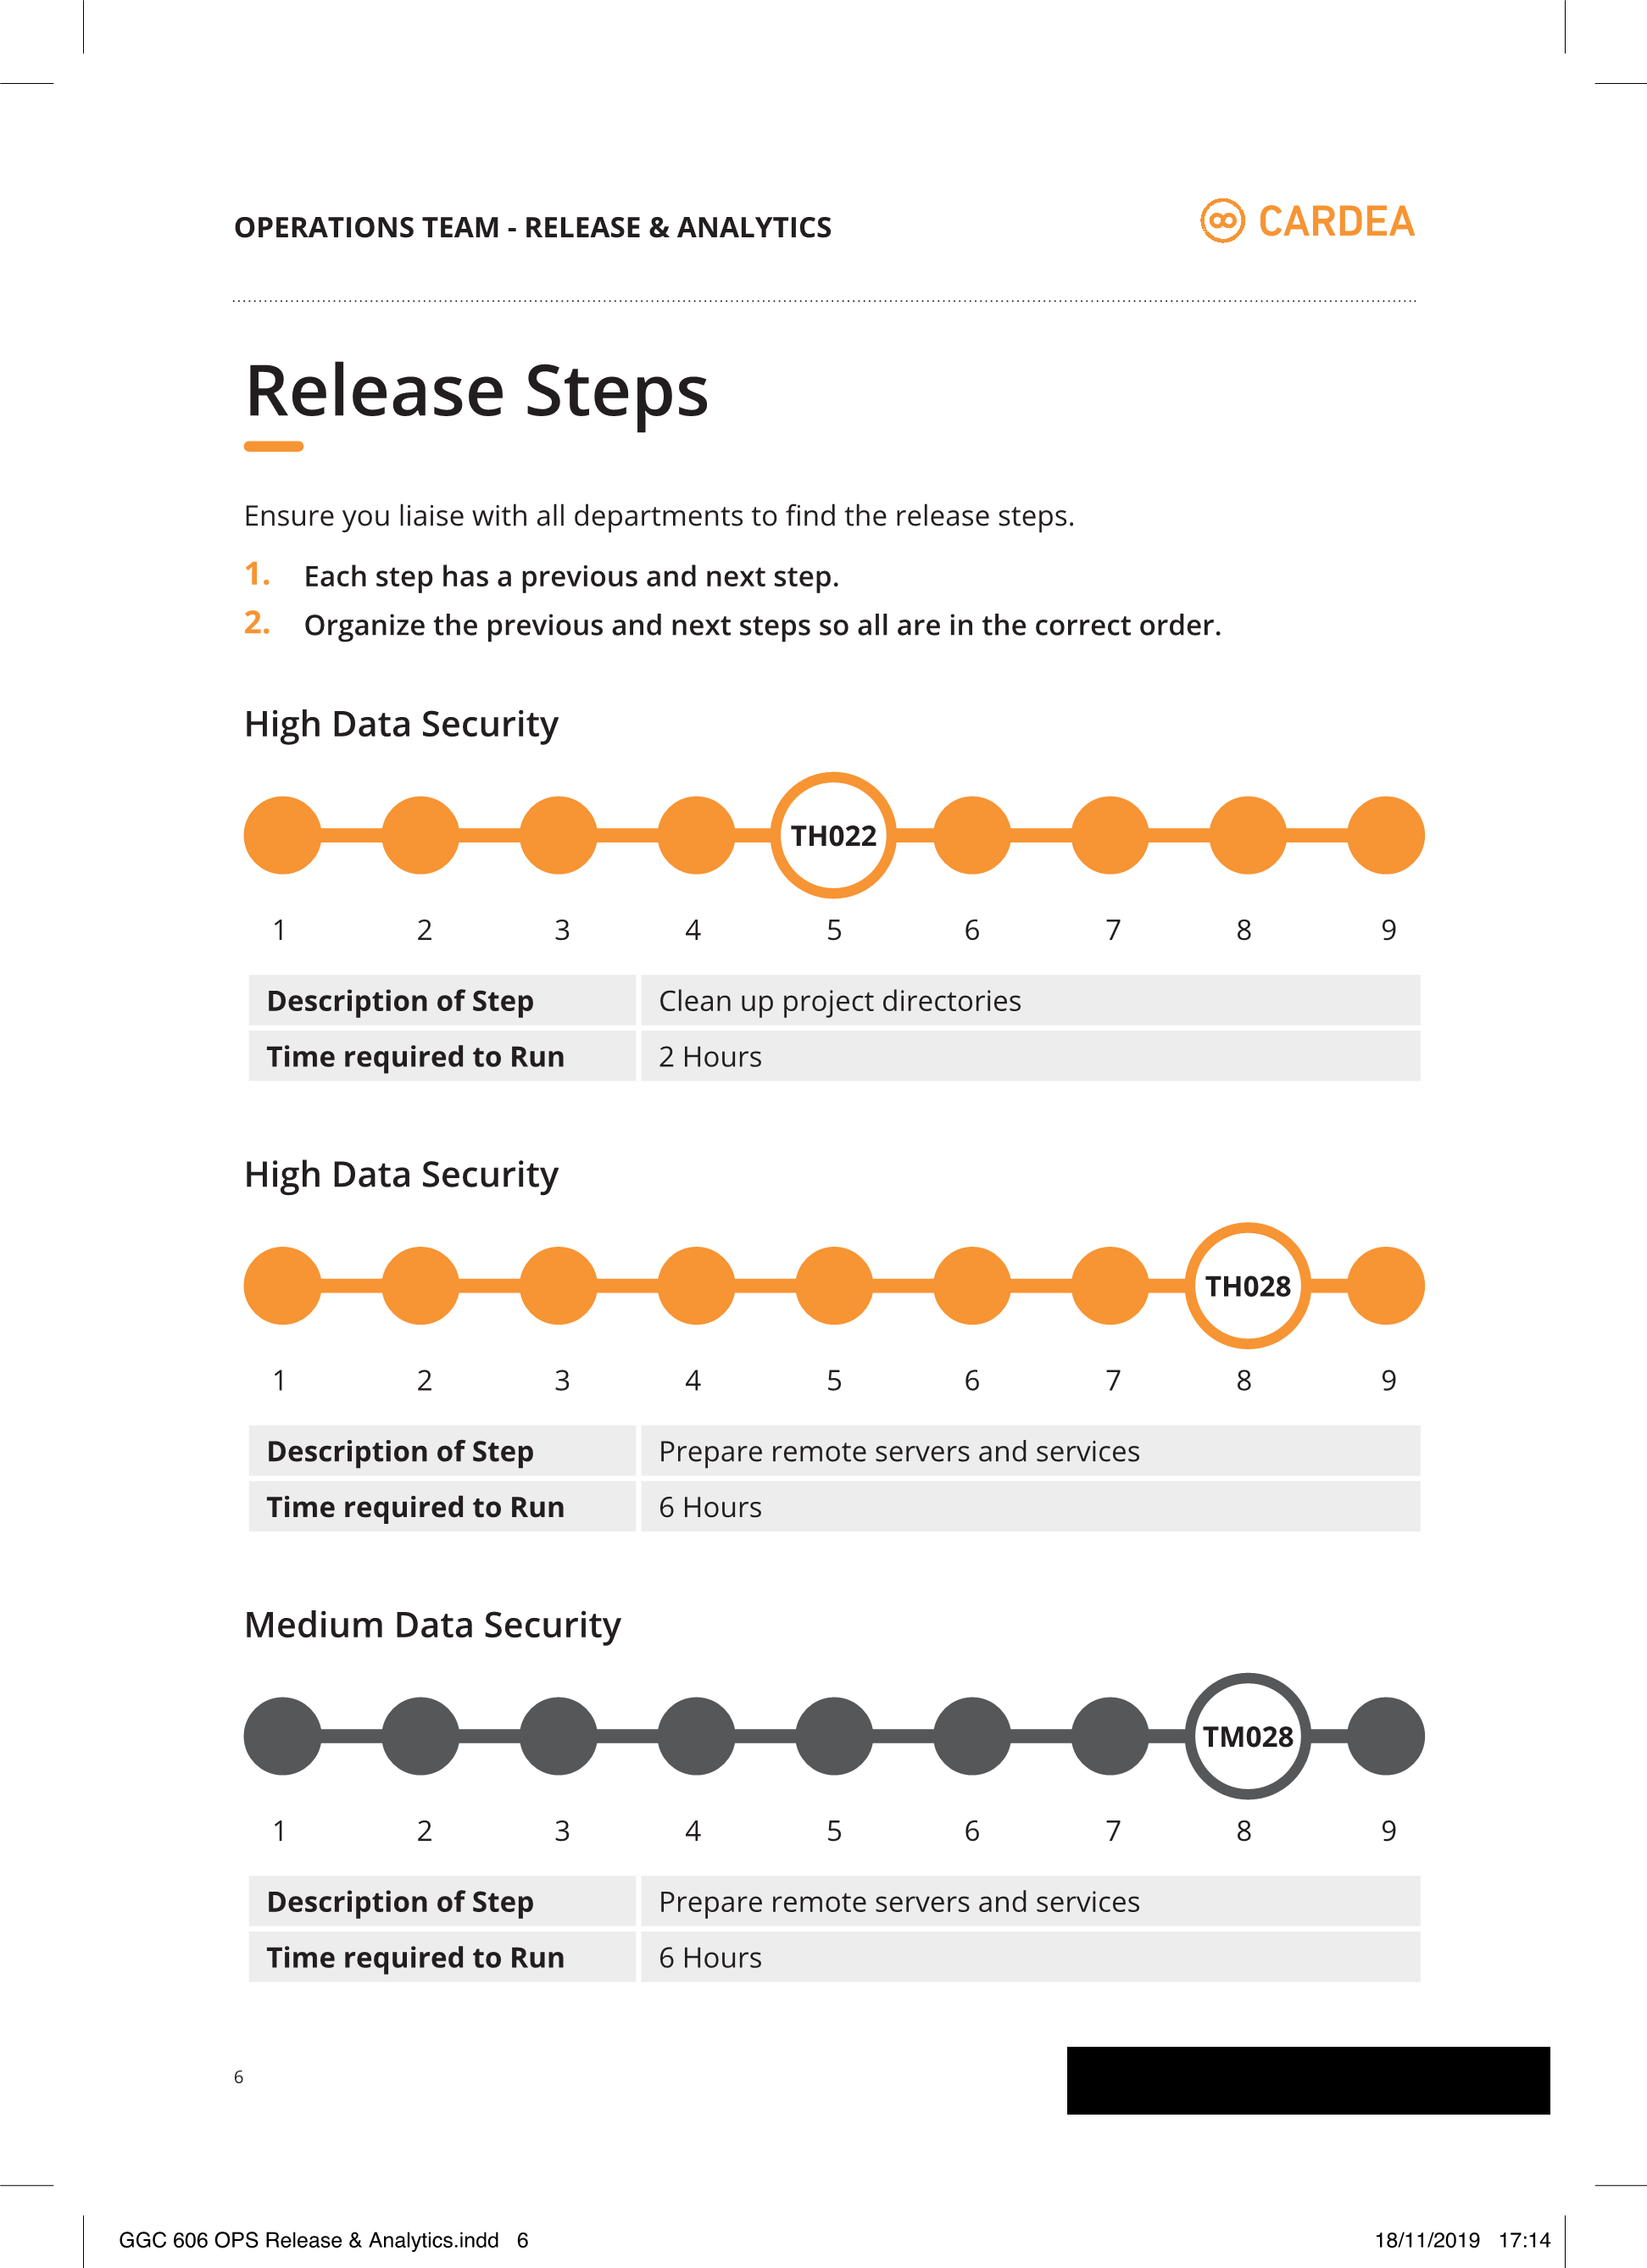 OPERATIONS TEAM - RELEASE & ANALYTICS
CARDEA
Release Steps
Ensure you liaise with all departments to find the release steps.
1. Each step has a previous and next step.
2. Organize the previous and next steps so all are in the correct order.
High Data Security
TH022
1 2 3 4 5 6 7 8 9
Description of Step Clean up project directories
Time required to Run 2 Hours
High Data Security
TH028
1 2 3 4 5 6 7 8 9
Description of Step Prepare remote servers and services
Time required to Run 6 Hours
Medium Data Security
TM028
1 2 3 4 5 6 7 8 9
Description of Step Prepare remote servers and services
Time required to Run 6 Hours
6
GGC 606 OPS Release & Analytics.indd 6 18/11/2019 17:14